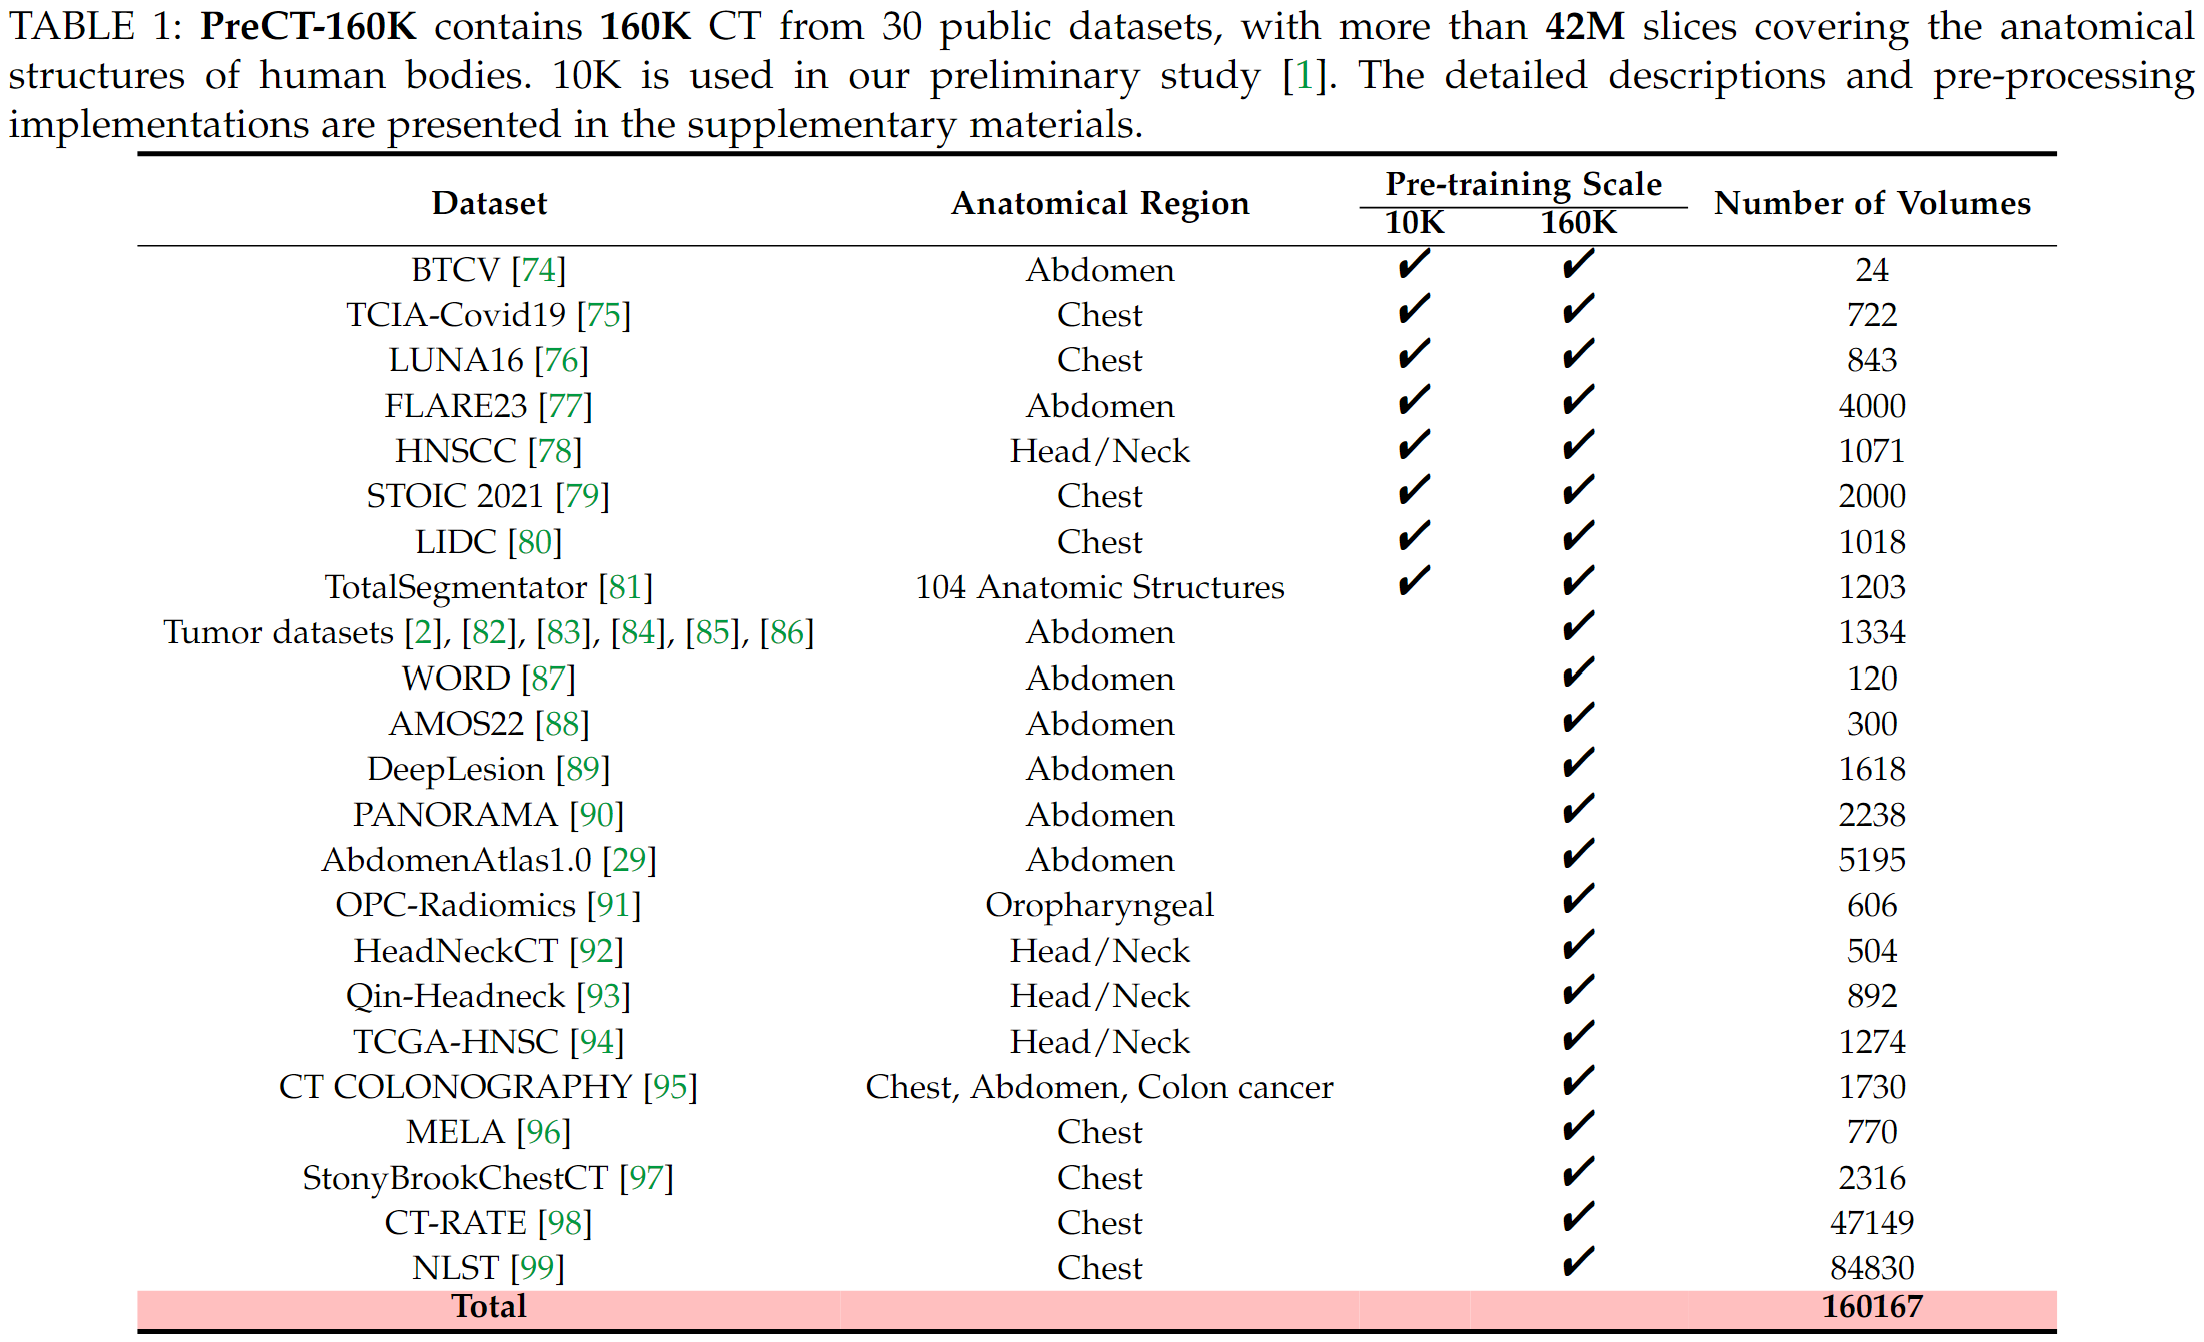 TABLE 1: PreCT-160K contains 160K CT from 30 public datasets, with more than 42M slices covering the anatomical
structures of human bodies. 10K is used in our preliminary study [1]. The detailed descriptions and pre-processing
implementations are presented in the supplementary materials.
Dataset Anatomical Region Pre-training Scale Number of Volumes
10K 160K
BTCV [74] Abdomen ✔ ✔ 24
TCIA-Covid19 [75] Chest ✔ ✔ 722
LUNA16 [76] Chest ✔ ✔ 843
FLARE23 [77] Abdomen ✔ ✔ 4000
HNSCC [78] Head/Neck ✔ ✔ 1071
STOIC 2021 [79] Chest ✔ ✔ 2000
LIDC [80] Chest ✔ ✔ 1018
TotalSegmentator [81] 104 Anatomic Structures ✔ ✔ 1203
Tumor datasets [2], [82], [83], [84], [85], [86] Abdomen ✔ 1334
WORD [87] Abdomen ✔ 120
AMOS22 [88] Abdomen ✔ 300
DeepLesion [89] Abdomen ✔ 1618
PANORAMA [90] Abdomen ✔ 2238
AbdomenAtlas1.0 [29] Abdomen ✔ 5195
OPC-Radiomics [91] Oropharyngeal ✔ 606
HeadNeckCT [92] Head/Neck ✔ 504
Qin-Headneck [93] Head/Neck ✔ 892
TCGA-HNSC [94] Head/Neck ✔ 1274
CT COLONOGRAPHY [95] Chest, Abdomen, Colon cancer ✔ 1730
MELA [96] Chest ✔ 770
StonyBrookChestCT [97] Chest ✔ 2316
CT-RATE [98] Chest ✔ 47149
NLST [99] Chest ✔ 84830
Total 160167